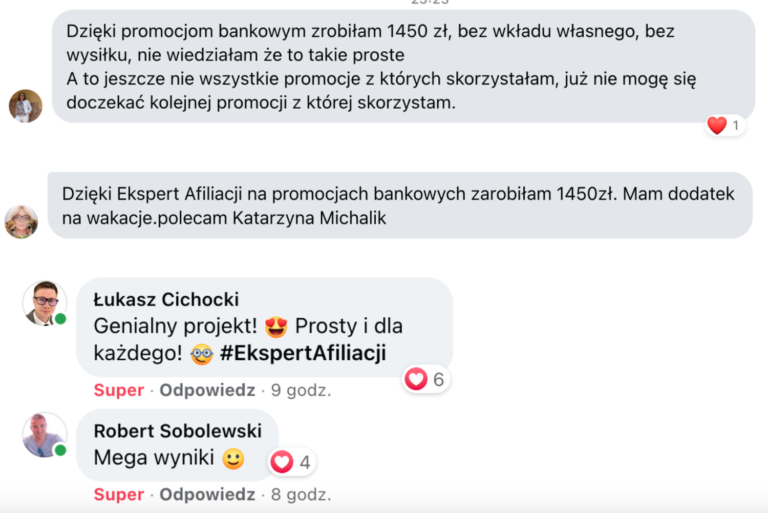 Dzięki promocjom bankowym zrobiłam 1450 zł, bez wkładu własnego, bez
wysiłku, nie wiedziałam że to takie proste
A to jeszcze nie wszystkie promocje z których skorzystałam, już nie mogę się
doczekać kolejnej promocji z której skorzystam.
1
Dzięki Ekspert Afiliacji na promocjach bankowych zarobiłam 1450zł. Mam dodatek
na wakacje.polecam Katarzyna Michalik
Łukasz Cichocki
Genialny projekt! 😍 Prosty i dla
każdego! 🤓 #EkspertAfiliacji
6
Super · Odpowiedz · 9 godz.
Robert Sobolewski
Mega wyniki 🙂
4
Super · Odpowiedz · 8 godz.